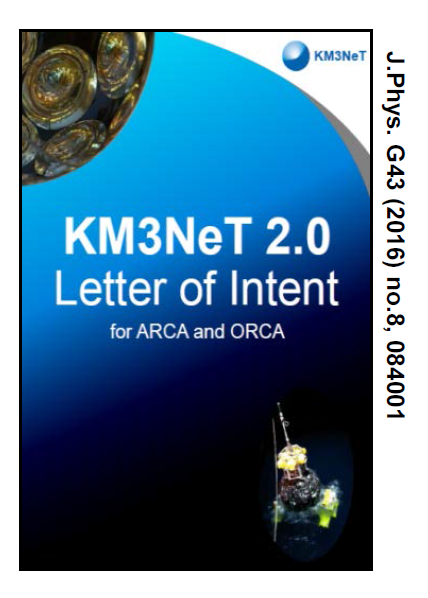 KM3NeT
KM3NeT 2.0
Letter of Intent
for ARCA and ORCA
J.Phys. G43 (2016) no.8, 084001